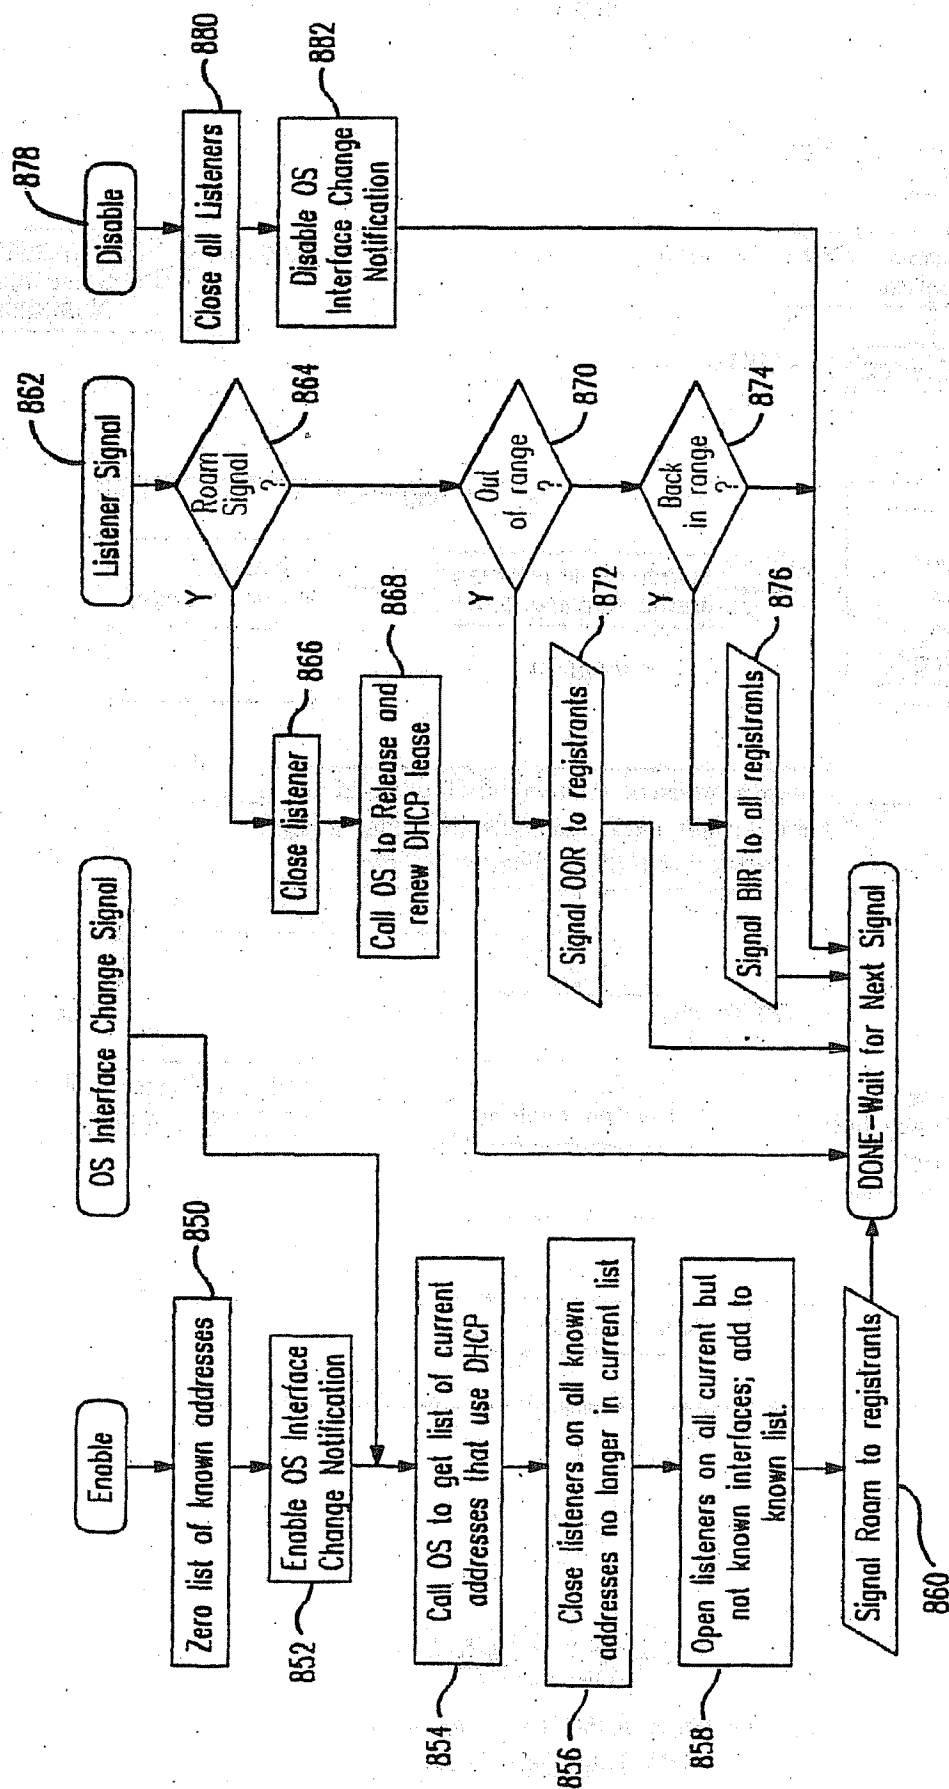 Enable
850
Zero list of known addresses
852
Enable OS Interface
Change Notification
OS Interface Change Signal
854
Call OS to get list of current
addresses that use DHCP
856
Close listeners on all known
addresses no longer in current list
858
Open listeners on all current but
not known interfaces; add to
known list.
Signal Roam to registrants
860
DONE-Wait for Next Signal
862
Listener Signal
Roam
Signal
?
864
Y
866
Close listener
868
Call OS to Release and
renew DHCP lease
Out
of range
?
870
Y
872
Signal OOR to registrants
Back
in range
?
874
Y
876
Signal BIR to all registrants
878
Disable
880
Close all Listeners
882
Disable OS
Interface Change
Notification